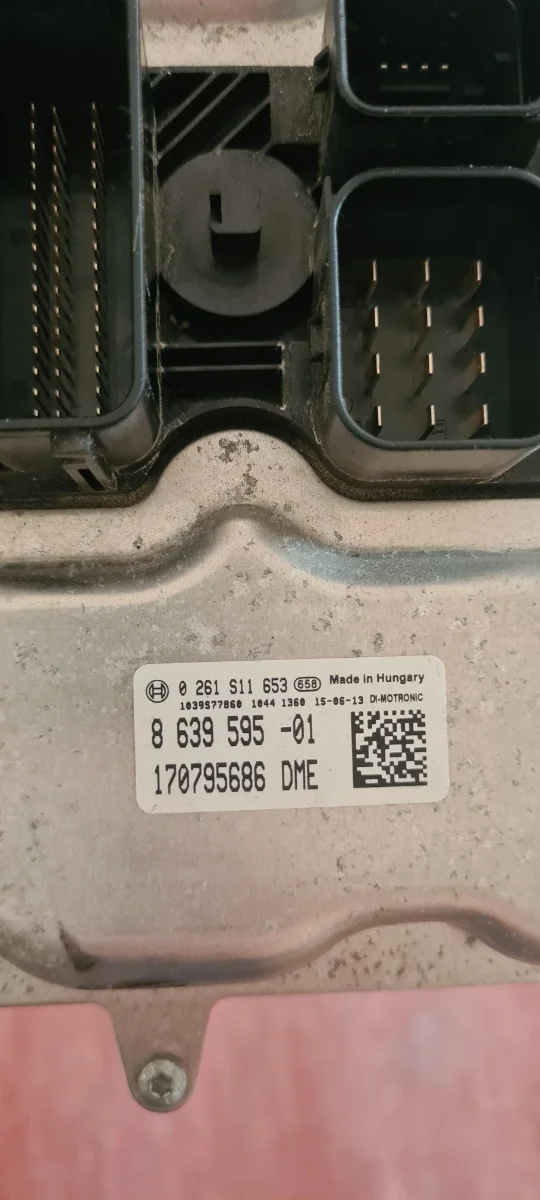 0 261 S11 653 658 Made in Hungary
1039S77860 1044 1360 15-06-13 DI-MOTRONIC
8 639 595 -01
170795686 DME